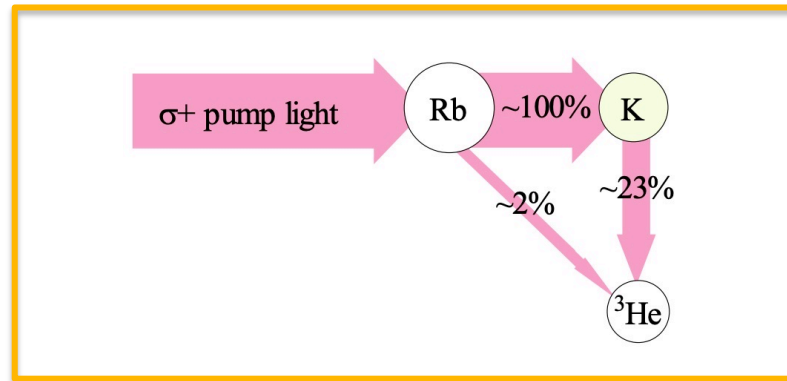 σ+ pump light
Rb
~100%
K
~2%
~23%
³He